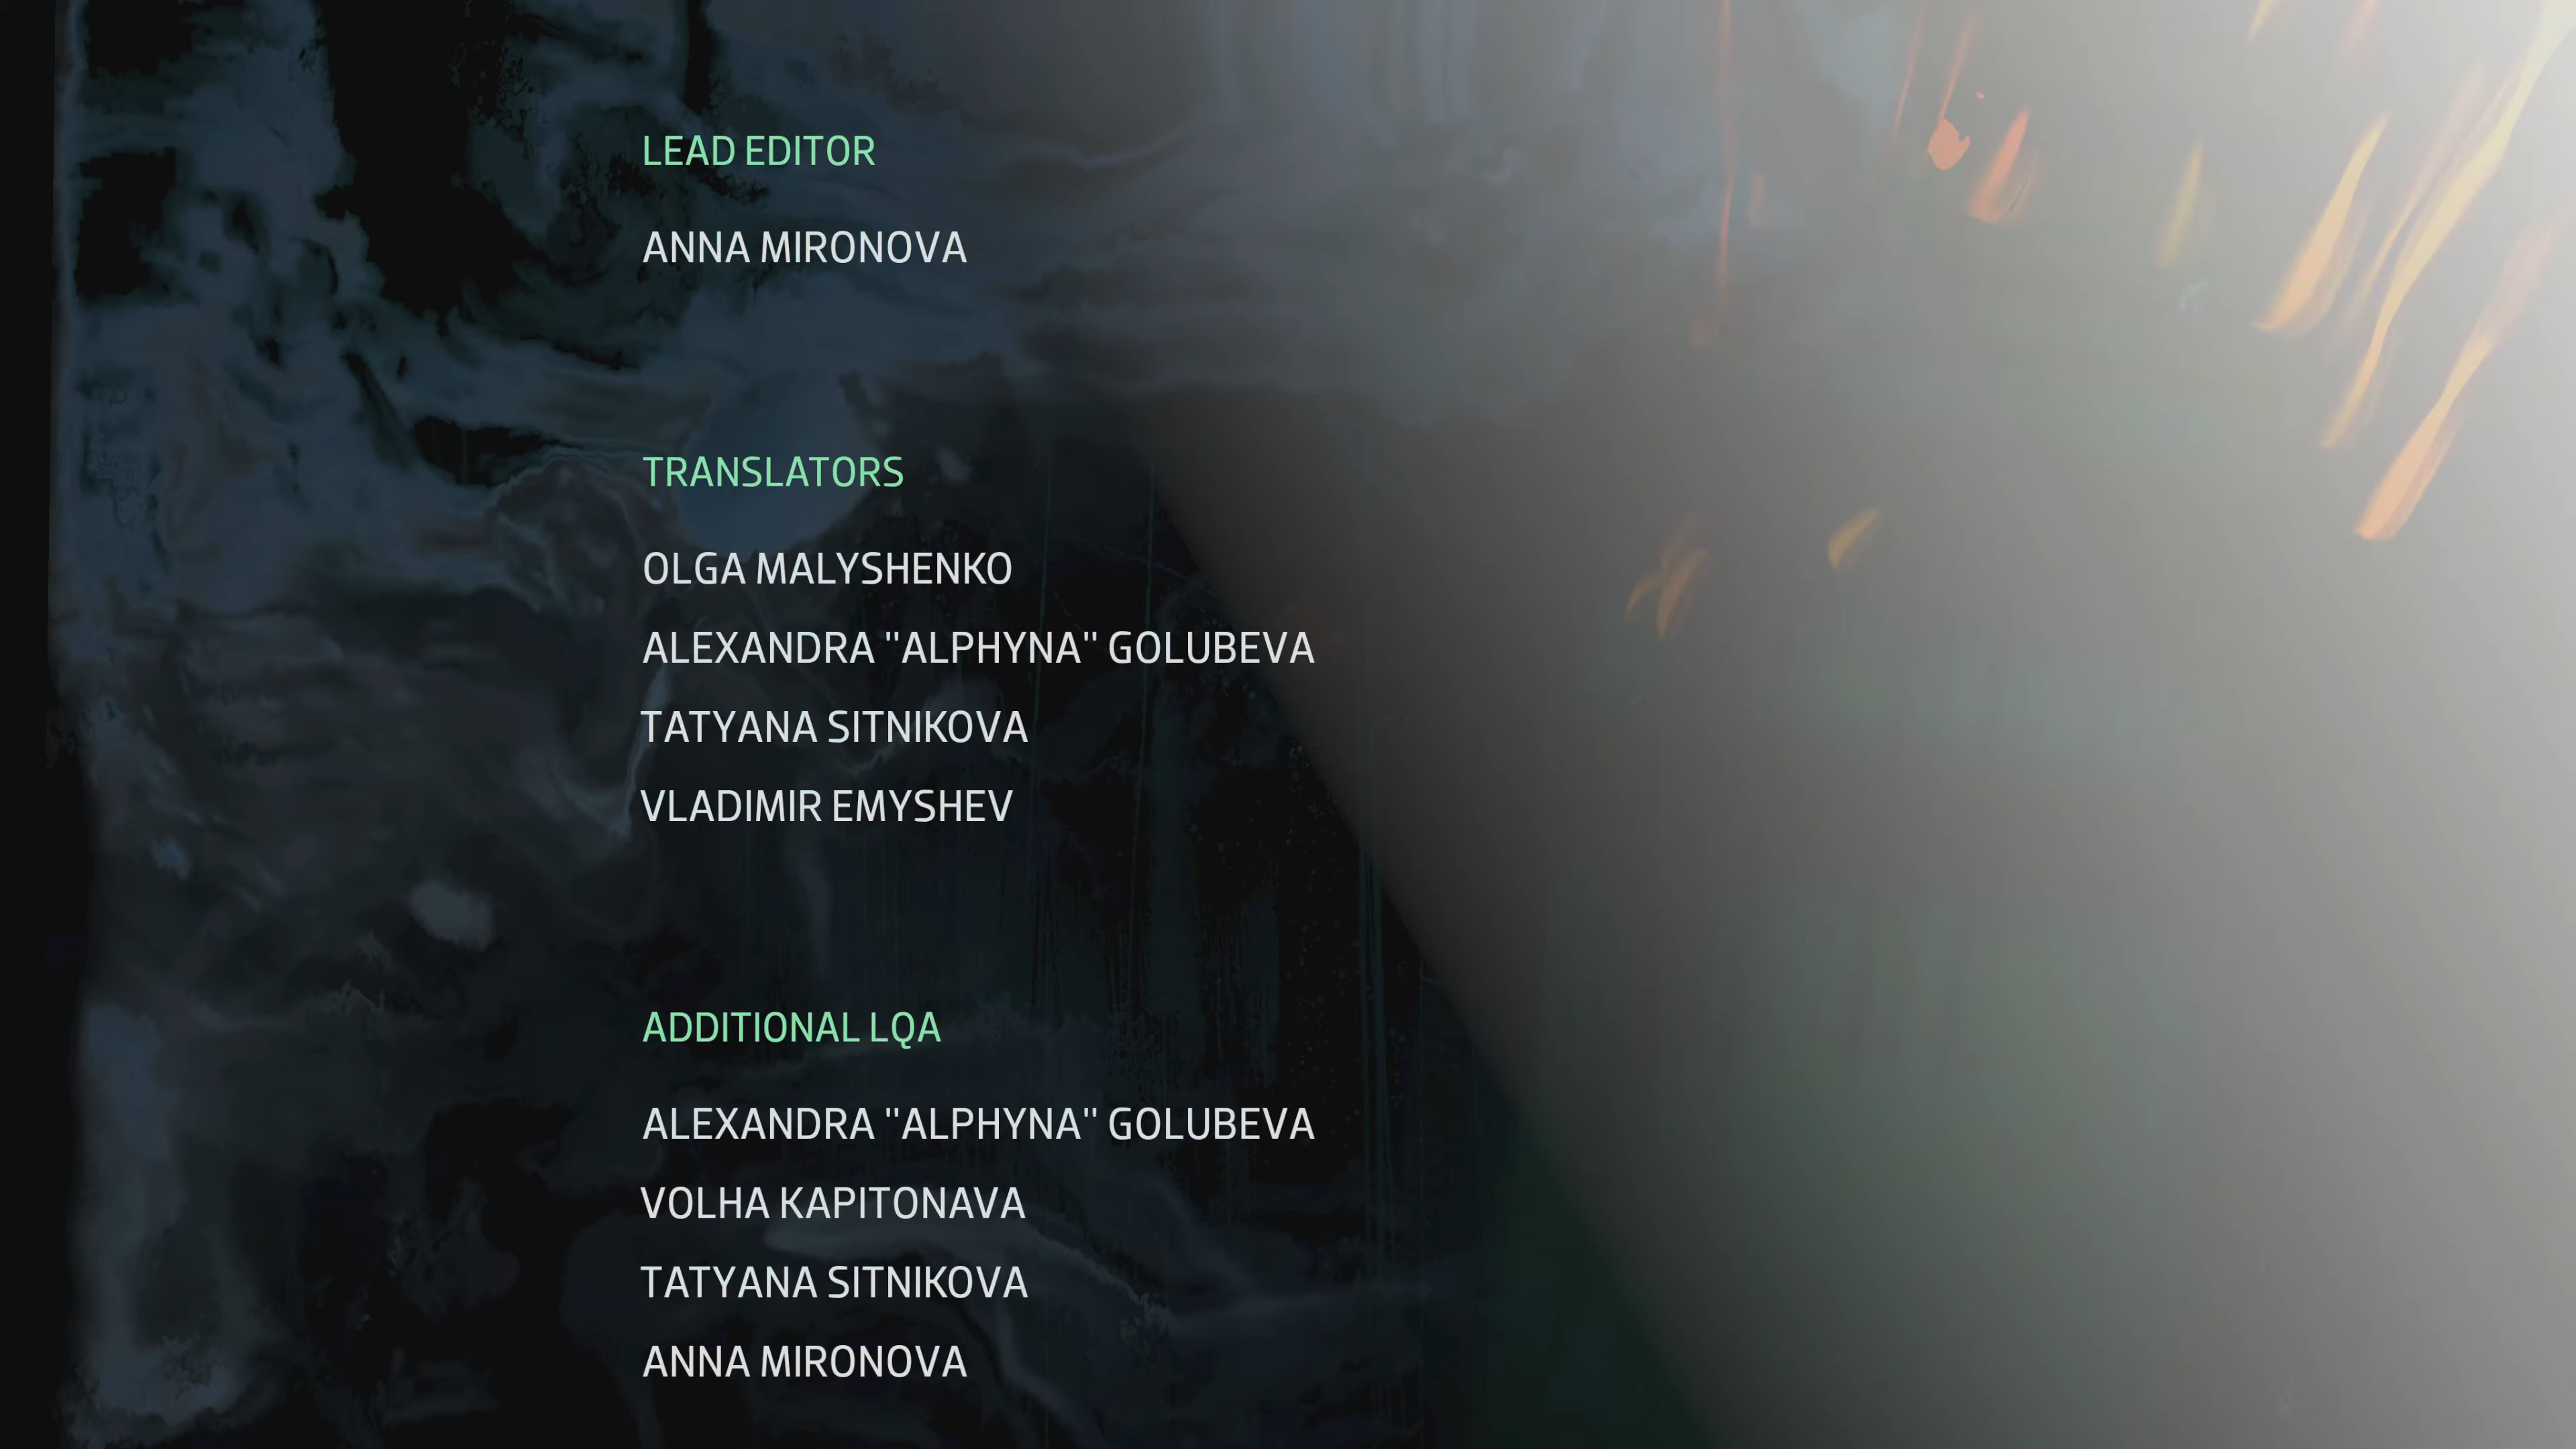 LEAD EDITOR
ANNA MIRONOVA
TRANSLATORS
OLGA MALYSHENKO
ALEXANDRA "ALPHYNA" GOLUBEVA
TATYANA SITNIKOVA
VLADIMIR EMYSHEV
ADDITIONAL LQA
ALEXANDRA "ALPHYNA" GOLUBEVA
VOLHA KAPITONAVA
TATYANA SITNIKOVA
ANNA MIRONOVA